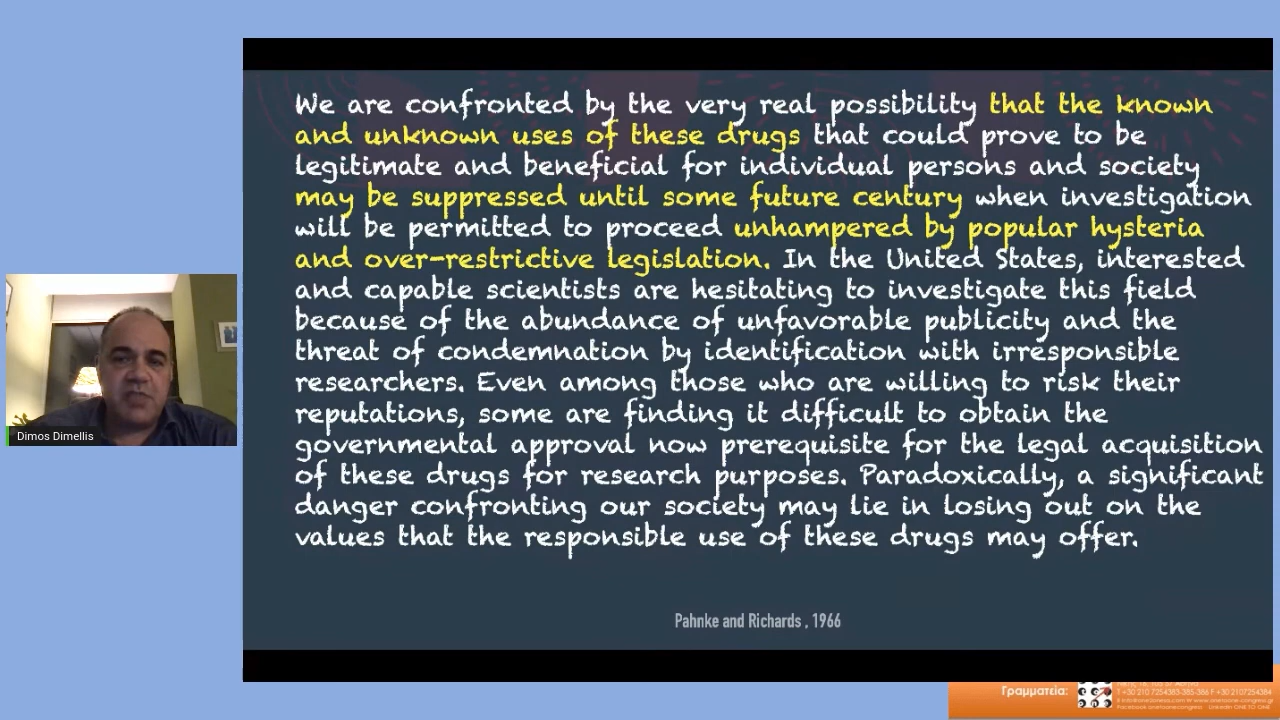 We are confronted by the very real possibility that the known
and unknown uses of these drugs that could prove to be
legitimate and beneficial for individual persons and society
may be suppressed until some future century when investigation
will be permitted to proceed unhampered by popular hysteria
and over-restrictive legislation. In the United States, interested
and capable scientists are hesitating to investigate this field
because of the abundance of unfavorable publicity and the
threat of condemnation by identification with irresponsible
researchers. Even among those who are willing to risk their
reputations, some are finding it difficult to obtain the
governmental approval now prerequisite for the legal acquisition
of these drugs for research purposes. Paradoxically, a significant
danger confronting our society may lie in losing out on the
values that the responsible use of these drugs may offer.
Pahnke and Richards , 1966
Dimos Dimellis
Γραμματεία:
T +30 210 7254383-385-386 F +30 2107254384